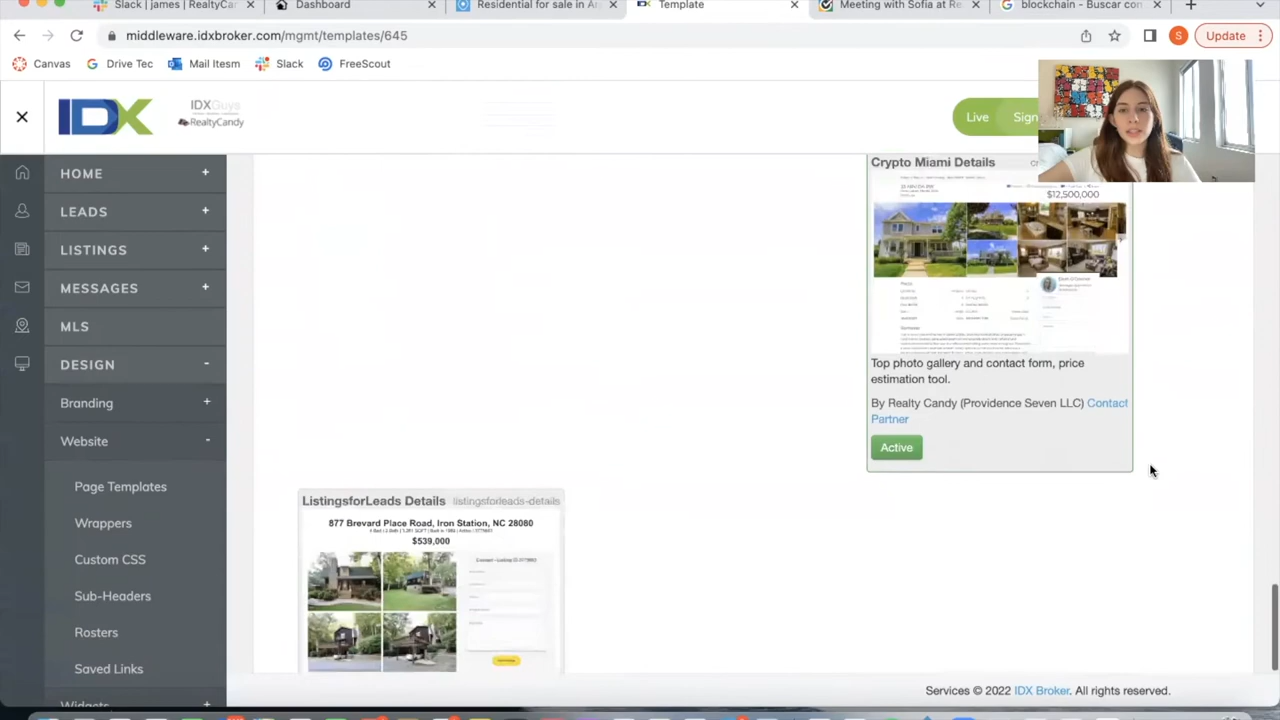 Slack | james | RealtyCar
Dashboard
Residential for sale in An
Template
Meeting with Sofia at Re
blockchain - Buscar con
middleware.idxbroker.com/mgmt/templates/645
S
Update
Canvas
Drive Tec
Mail Itesm
Slack
FreeScout
IDX
IDXGuys
RealtyCandy
Live
Sign
HOME +
LEADS +
LISTINGS +
MESSAGES +
MLS
DESIGN
Branding +
Website -
Page Templates
Wrappers
Custom CSS
Sub-Headers
Rosters
Saved Links
Widgets +
Crypto Miami Details
$12,500,000
Top photo gallery and contact form, price
estimation tool.
By Realty Candy (Providence Seven LLC) Contact
Partner
Active
ListingsforLeads Details listingsforleads-details
877 Brevard Place Road, Iron Station, NC 28080
$539,000
Services © 2022 IDX Broker. All rights reserved.